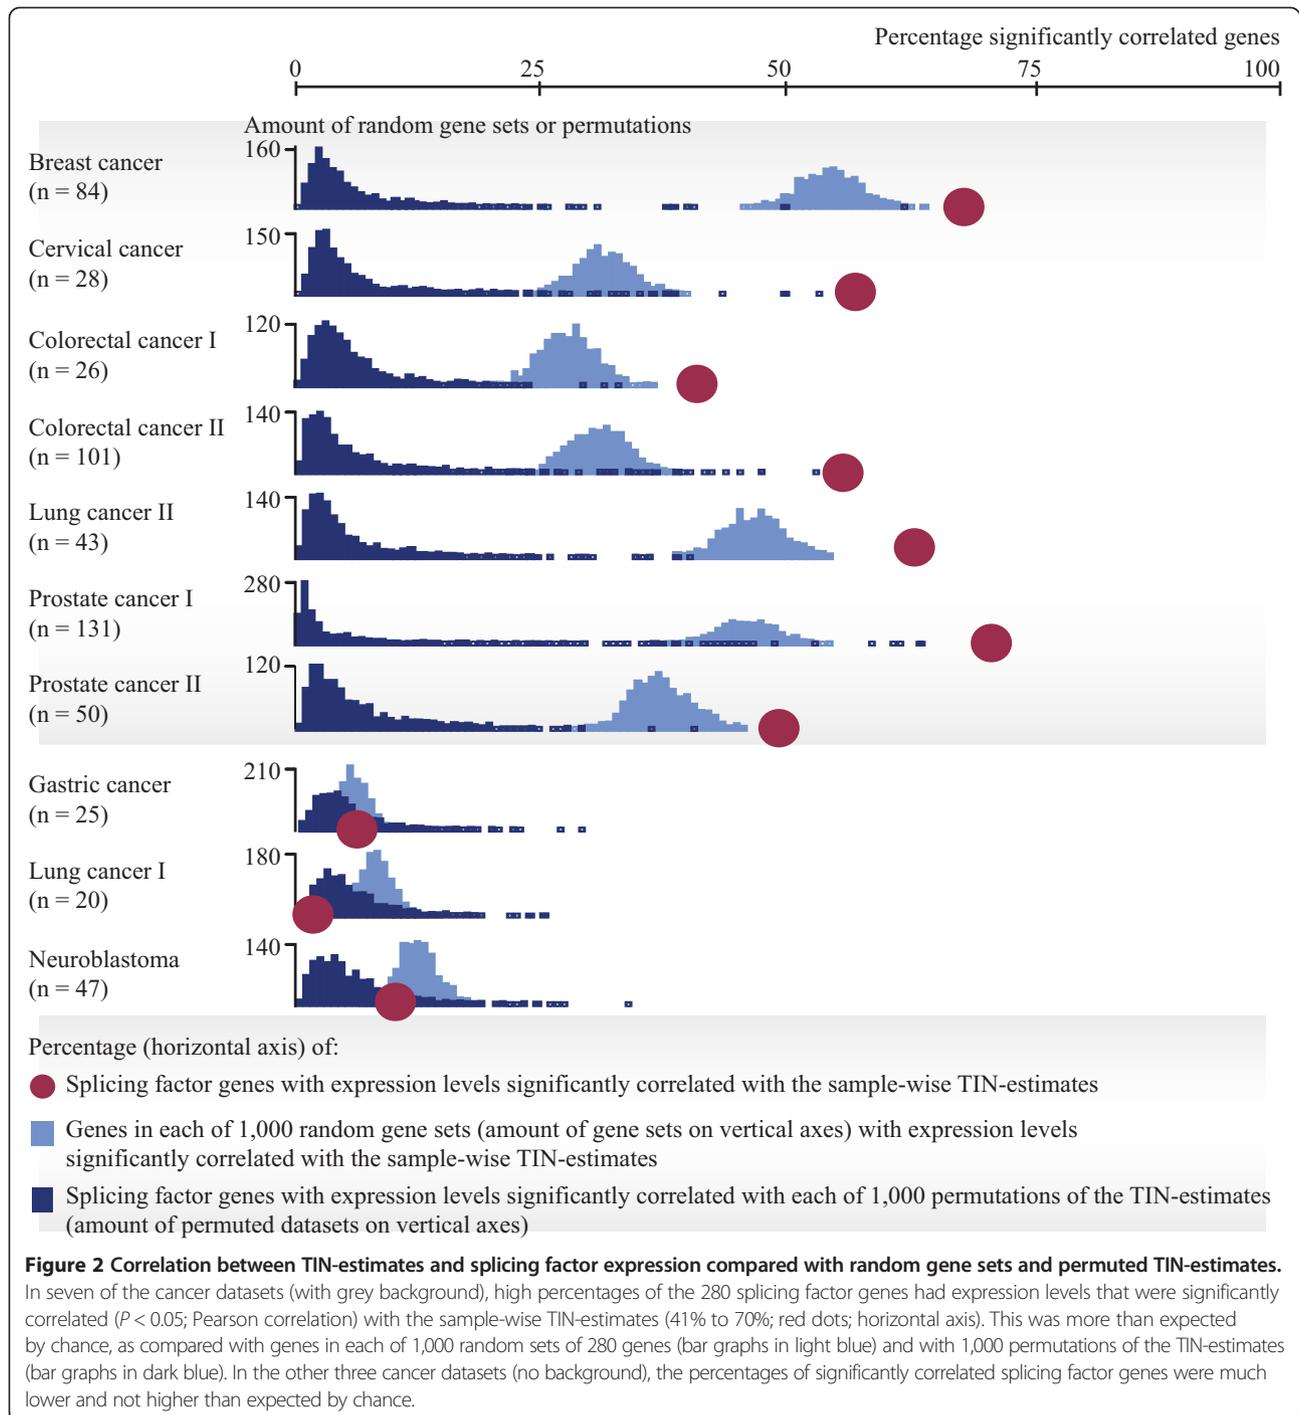 Percentage significantly correlated genes
0 25 50 75 100
Amount of random gene sets or permutations
160
Breast cancer
(n = 84)
150
Cervical cancer
(n = 28)
120
Colorectal cancer I
(n = 26)
140
Colorectal cancer II
(n = 101)
140
Lung cancer II
(n = 43)
280
Prostate cancer I
(n = 131)
120
Prostate cancer II
(n = 50)
210
Gastric cancer
(n = 25)
180
Lung cancer I
(n = 20)
140
Neuroblastoma
(n = 47)
Percentage (horizontal axis) of:
Splicing factor genes with expression levels significantly correlated with the sample-wise TIN-estimates
Genes in each of 1,000 random gene sets (amount of gene sets on vertical axes) with expression levels
significantly correlated with the sample-wise TIN-estimates
Splicing factor genes with expression levels significantly correlated with each of 1,000 permutations of the TIN-estimates
(amount of permuted datasets on vertical axes)
Figure 2 Correlation between TIN-estimates and splicing factor expression compared with random gene sets and permuted TIN-estimates.
In seven of the cancer datasets (with grey background), high percentages of the 280 splicing factor genes had expression levels that were significantly
correlated (P < 0.05; Pearson correlation) with the sample-wise TIN-estimates (41% to 70%; red dots; horizontal axis). This was more than expected
by chance, as compared with genes in each of 1,000 random sets of 280 genes (bar graphs in light blue) and with 1,000 permutations of the TIN-estimates
(bar graphs in dark blue). In the other three cancer datasets (no background), the percentages of significantly correlated splicing factor genes were much
lower and not higher than expected by chance.